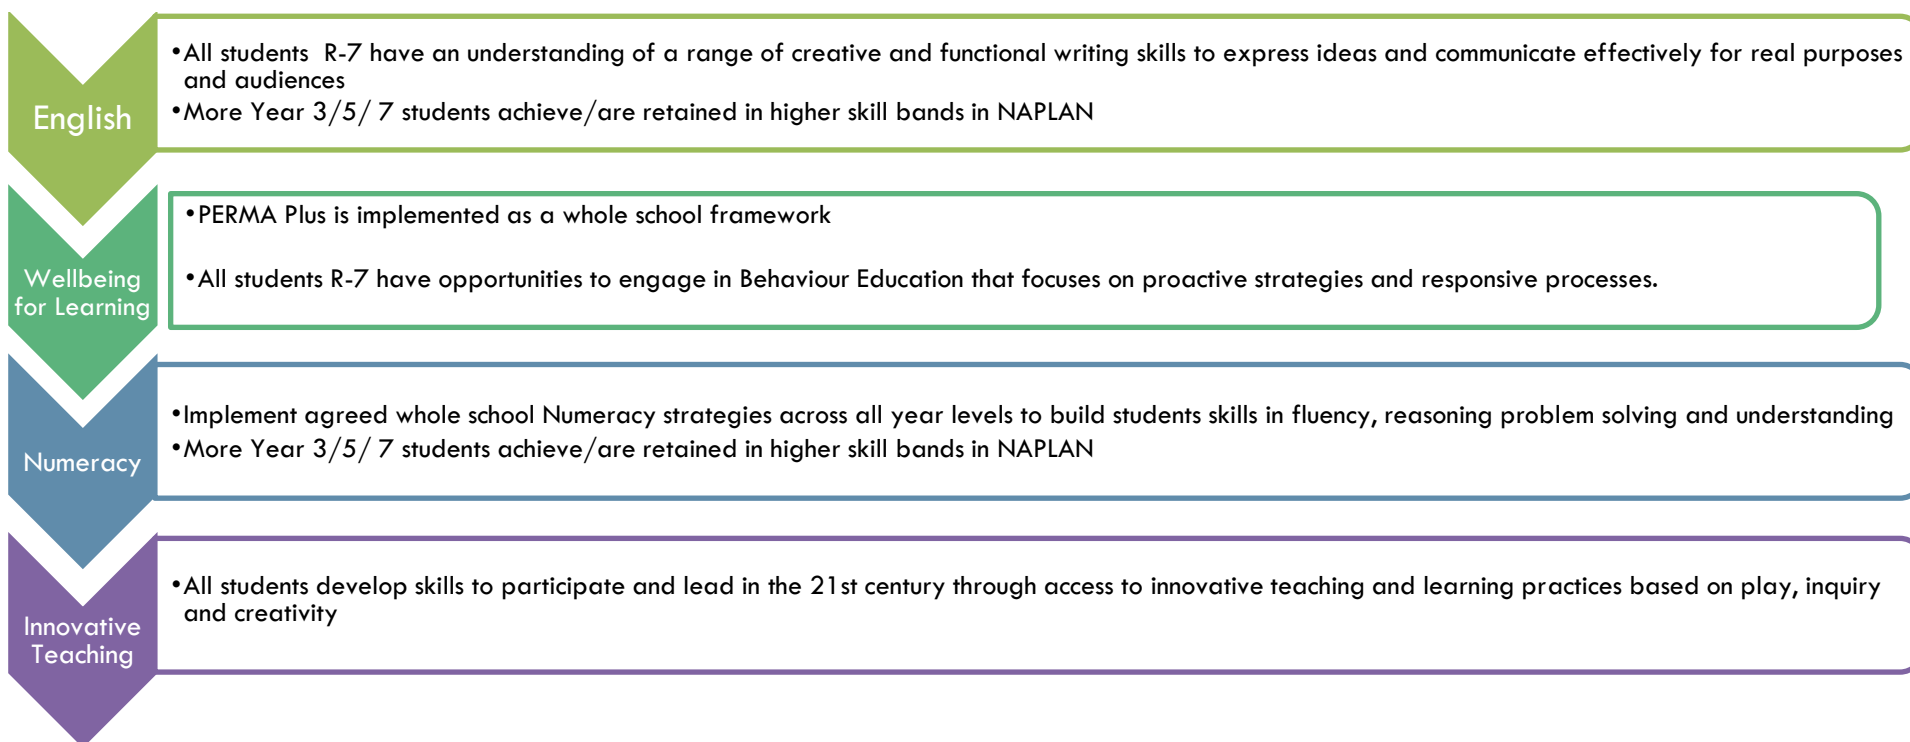 English
•All students  R-7 have an understanding of a range of creative and functional writing skills to express ideas and communicate effectively for real purposes
and audiences
•More Year 3/5/ 7 students achieve/are retained in higher skill bands in NAPLAN
Wellbeing
for Learning
•PERMA Plus is implemented as a whole school framework
•All students R-7 have opportunities to engage in Behaviour Education that focuses on proactive strategies and responsive processes.
Numeracy
•Implement agreed whole school Numeracy strategies across all year levels to build students skills in fluency, reasoning problem solving and understanding
•More Year 3/5/ 7 students achieve/are retained in higher skill bands in NAPLAN
Innovative
Teaching
•All students develop skills to participate and lead in the 21st century through access to innovative teaching and learning practices based on play, inquiry
and creativity